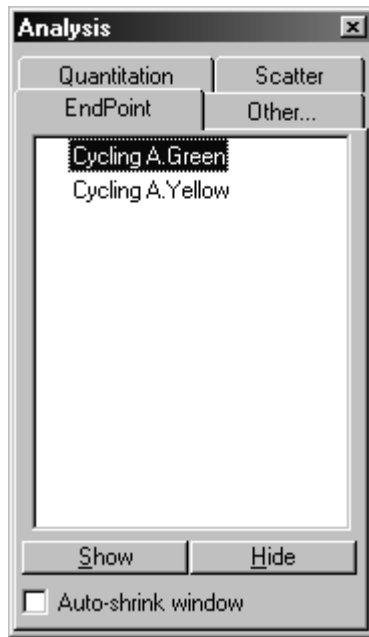 Analysis
Quantitation Scatter
EndPoint Other...
Cycling A.Green
Cycling A.Yellow
Show Hide
Auto-shrink window